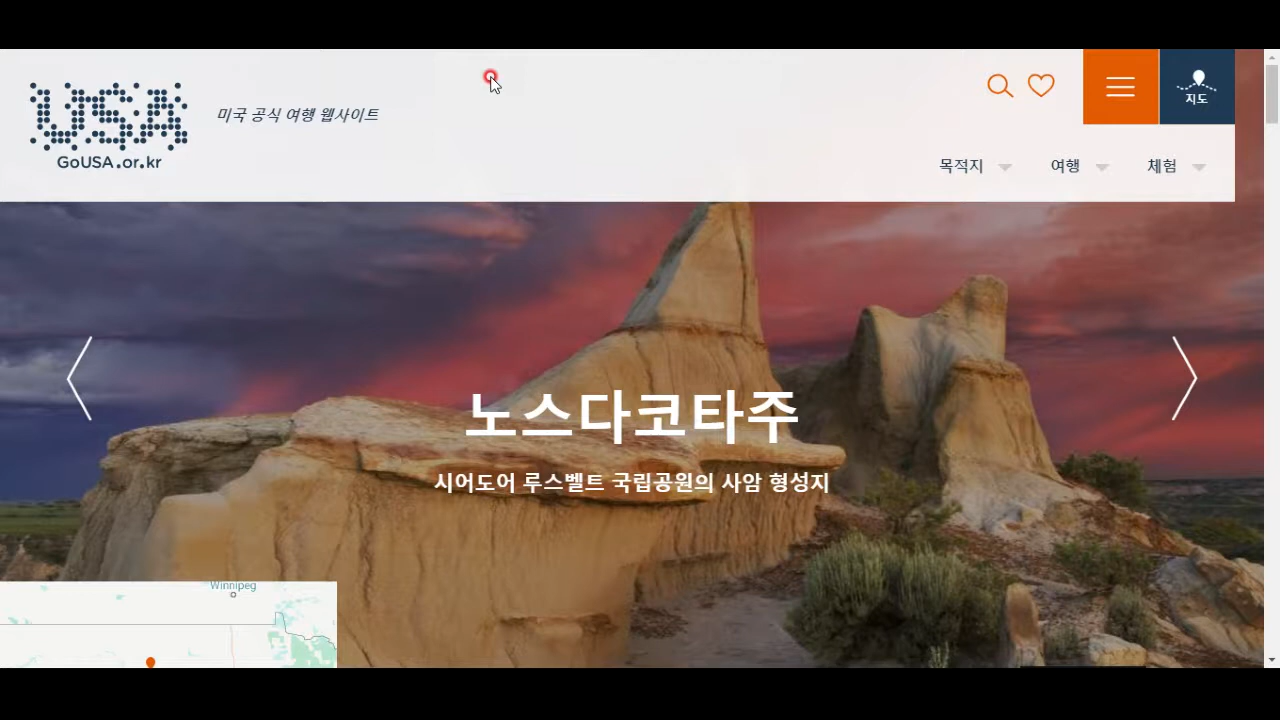 USA
GoUSA.or.kr
미국 공식 여행 웹사이트
지도
목적지
여행
체험
노스다코타주
시어도어 루스벨트 국립공원의 사암 형성지
Winnipeg